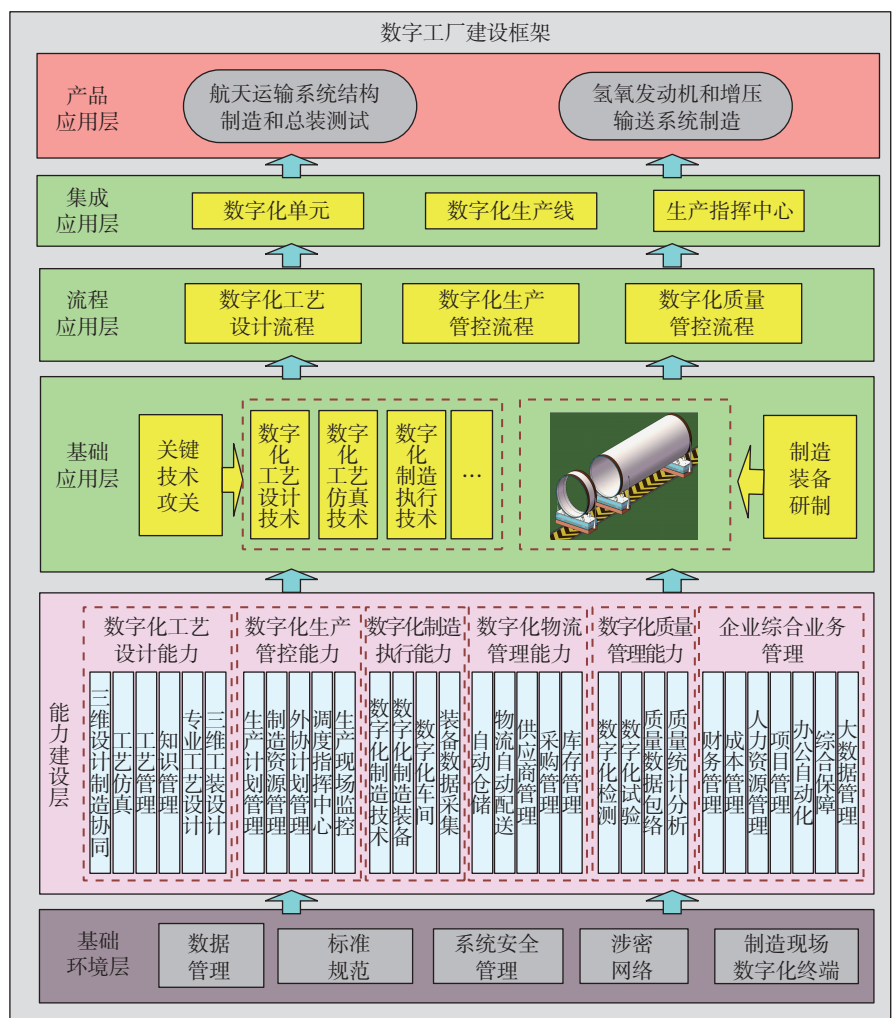 数字工厂建设框架
产品
应用层
航天运输系统结构
制造和总装测试
氢氧发动机和增压
输送系统制造
集成
应用层
数字化单元
数字化生产线
生产指挥中心
流程
应用层
数字化工艺
设计流程
数字化生产
管控流程
数字化质量
管控流程
基础
应用层
关键
技术
攻关
数字
化
工艺
设计
技术
数字
化
工艺
仿真
技术
数字
化
制造
执行
技术
…
制造
装备
研制
能力建设层
数字化工艺
设计能力
三维设计制造协同
工艺仿真
工艺管理
知识管理
专业工艺设计
三维工装设计
数字化生产
管控能力
生产计划管理
制造资源管理
外协计划管理
调度指挥中心
生产现场监控
数字化制造
执行能力
数字化制造技术
数字化制造装备
数字化车间
装备数据采集
数字化物流
管理能力
自动仓储
物流自动配送
供应商管理
采购管理
库存管理
数字化质量
管理能力
数字化检测
数字化试验
质量数据包络
质量统计分析
企业综合业务
管理
财务管理
成本管理
人力资源管理
项目管理
办公自动化
综合保障
大数据管理
基础
环境层
数据
管理
标准
规范
系统安全
管理
涉密
网络
制造现场
数字化终端